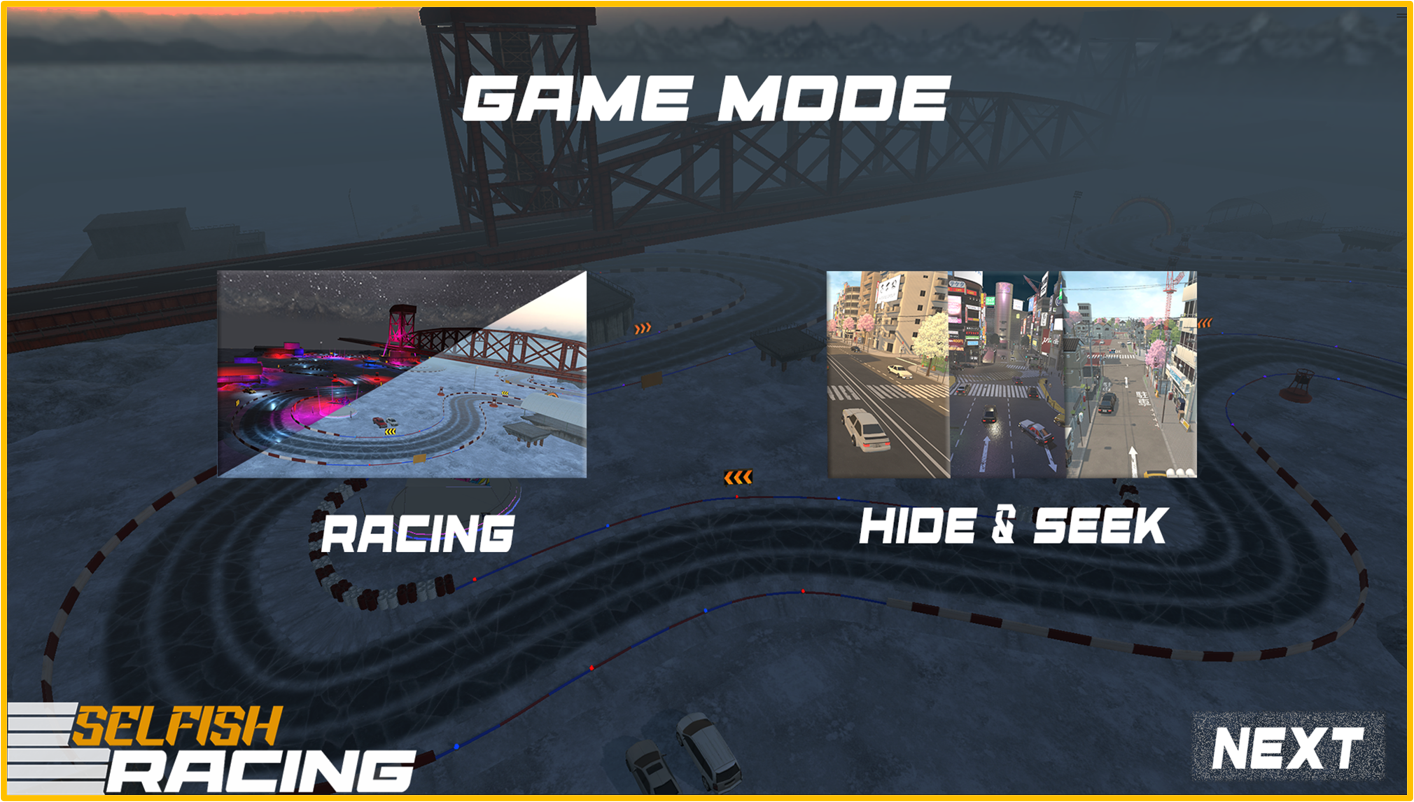 GAME MODE
RACING
HIDE & SEEK
SELFISH
RACING
NEXT